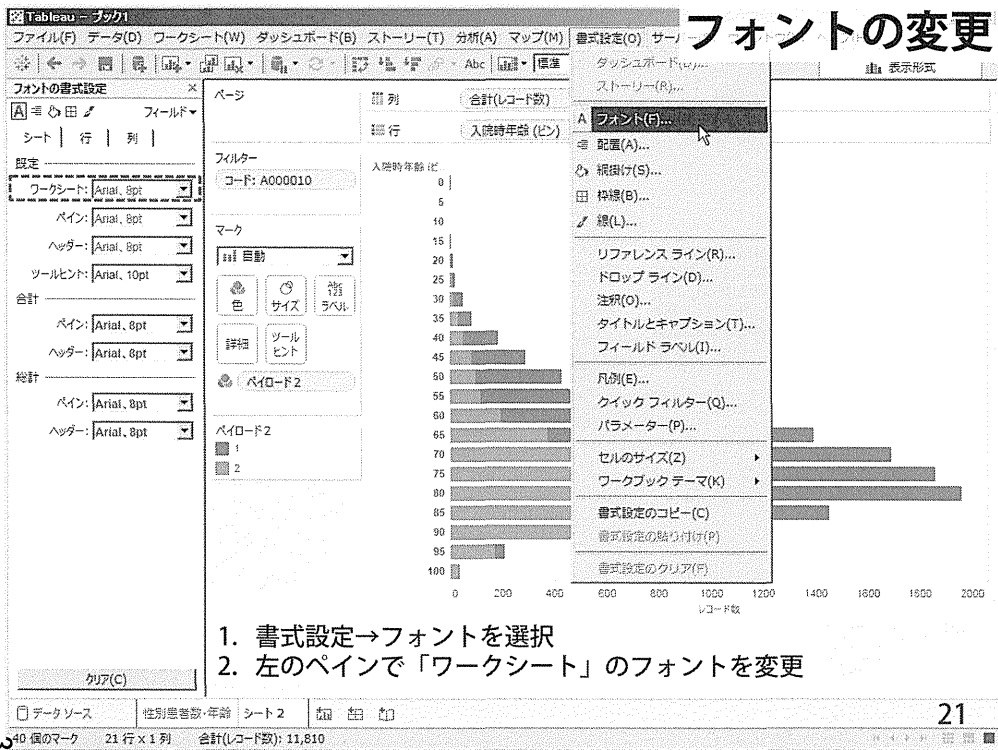 フォントの変更
Tableau - ブック1
ファイル(F) データ(D) ワークシート(W) ダッシュボード(B) ストーリー(T) 分析(A) マップ(M) 書式設定(O)
Abc 標準 表示形式
フォントの書式設定 ×
フィールド
シート 行 列
既定
ワークシート: Arial、8pt
ペイン: Arial、8pt
ヘッダー: Arial、8pt
ツールヒント: Arial、10pt
合計
ペイン: Arial、8pt
ヘッダー: Arial、8pt
総計
ペイン: Arial、8pt
ヘッダー: Arial、8pt
クリア(C)
ページ
フィルター
コード: A000010
マーク
自動
色 サイズ ラベル
詳細 ツールヒント
ペイロード2
ペイロード2
1
2
列 合計(レコード数)
行 入院時年齢 (ビン)
入院時年齢 (ビ..
0
5
10
15
20
25
30
35
40
45
50
55
60
65
70
75
80
85
90
95
100
0 200 400 600 800 1000 1200 1400 1600 1800 2000
レコード数
ダッシュボード(D)...
ストーリー(R)...
A フォント(F)...
配置(A)...
網掛け(S)...
枠線(B)...
線(L)...
リファレンス ライン(R)...
ドロップ ライン(D)...
注釈(O)...
タイトルとキャプション(T)...
フィールド ラベル(I)...
凡例(E)...
クイック フィルター(Q)...
パラメーター(P)...
セルのサイズ(Z)
ワークブック テーマ(K)
書式設定のコピー(C)
書式設定の貼り付け(P)
書式設定のクリア(F)
1. 書式設定→フォントを選択
2. 左のペインで「ワークシート」のフォントを変更
データソース 性別患者数・年齢 シート 2
21
40 個のマーク 21 行 x 1 列 合計(レコード数): 11,810